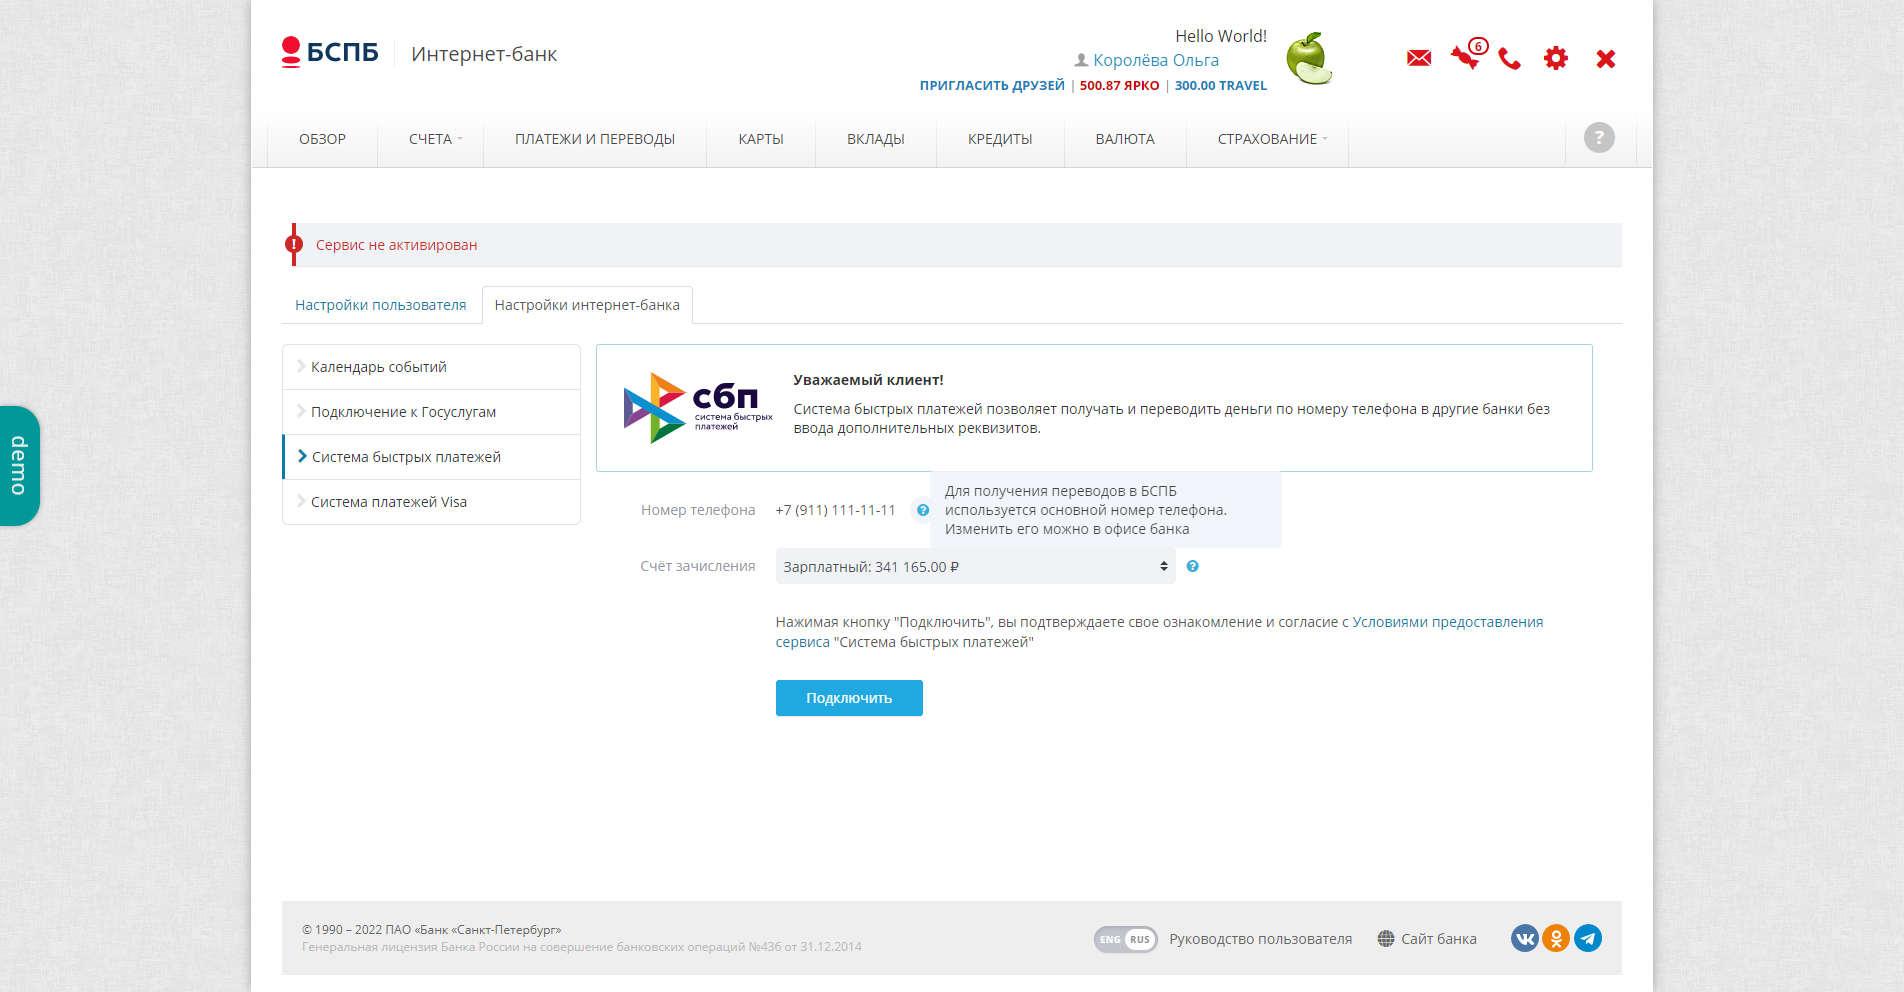 БСПБ
Интернет-банк
Hello World!
Королёва Ольга
ПРИГЛАСИТЬ ДРУЗЕЙ | 500.87 ЯРКО | 300.00 TRAVEL
6
ОБЗОР
СЧЕТА
ПЛАТЕЖИ И ПЕРЕВОДЫ
КАРТЫ
ВКЛАДЫ
КРЕДИТЫ
ВАЛЮТА
СТРАХОВАНИЕ
?
! Сервис не активирован
Настройки пользователя
Настройки интернет-банка
Календарь событий
Подключение к Госуслугам
Система быстрых платежей
Система платежей Visa
demo
сбп
система быстрых
платежей
Уважаемый клиент!
Система быстрых платежей позволяет получать и переводить деньги по номеру телефона в другие банки без
ввода дополнительных реквизитов.
Номер телефона
+7 (911) 111-11-11
?
Для получения переводов в БСПБ
используется основной номер телефона.
Изменить его можно в офисе банка
Счёт зачисления
Зарплатный: 341 165.00 ₽
?
Нажимая кнопку "Подключить", вы подтверждаете свое ознакомление и согласие с Условиями предоставления
сервиса "Система быстрых платежей"
Подключить
© 1990 – 2022 ПАО «Банк «Санкт-Петербург»
Генеральная лицензия Банка России на совершение банковских операций №436 от 31.12.2014
ENG RUS
Руководство пользователя
Сайт банка